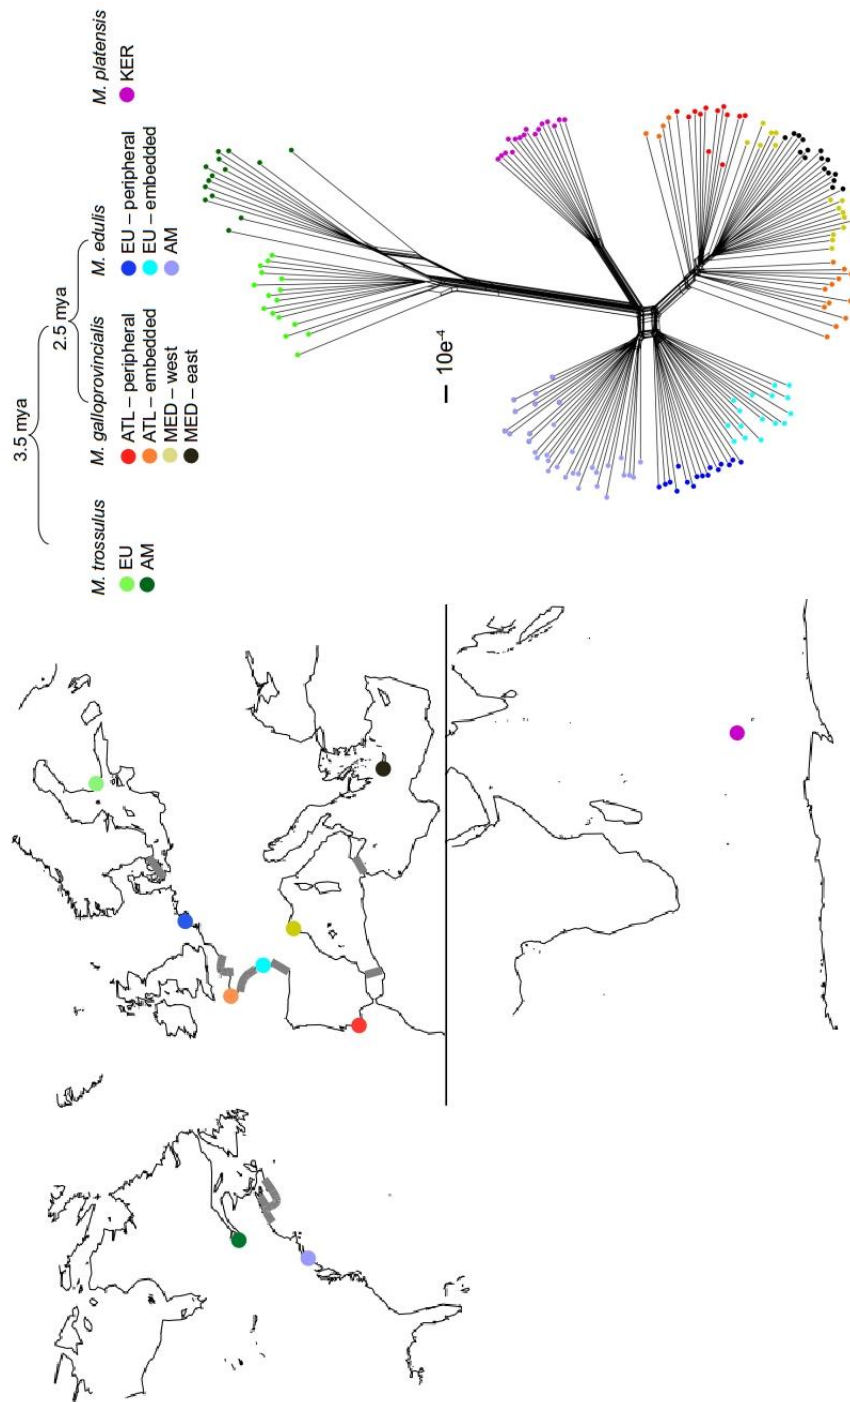 3.5 mya
2.5 mya
M. trossulus
EU
AM
M. galloprovincialis
ATL – peripheral
ATL – embedded
MED – west
MED – east
M. edulis
EU – peripheral
EU – embedded
AM
M. platensis
KER
10e⁻⁴